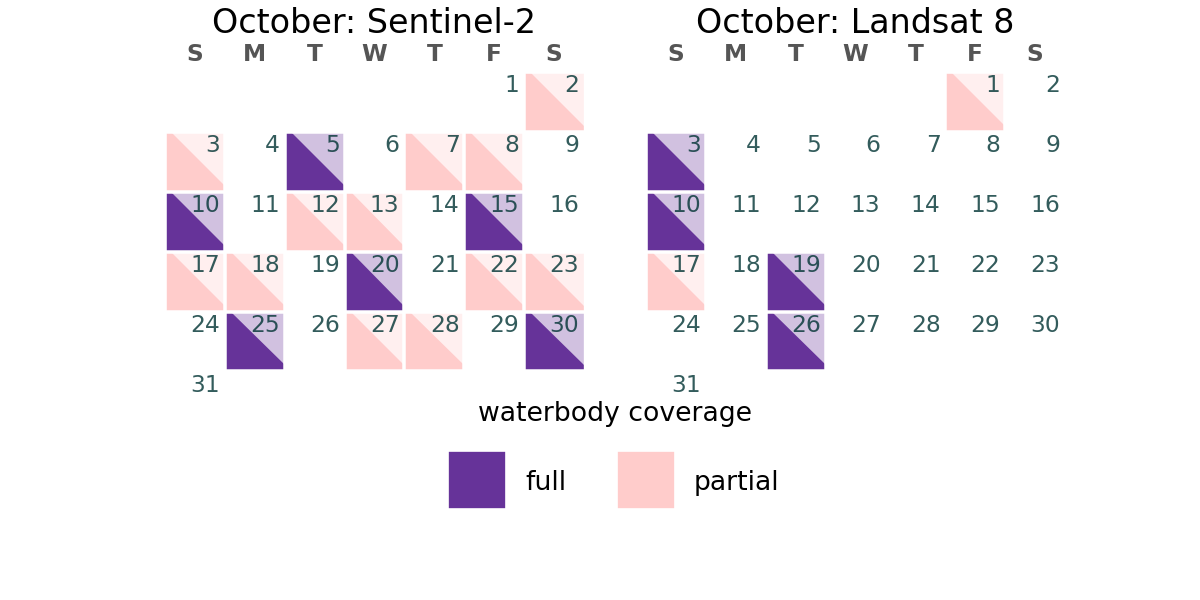 October: Sentinel-2
S M T W T F S
1 2
3 4 5 6 7 8 9
10 11 12 13 14 15 16
17 18 19 20 21 22 23
24 25 26 27 28 29 30
31
October: Landsat 8
S M T W T F S
1 2
3 4 5 6 7 8 9
10 11 12 13 14 15 16
17 18 19 20 21 22 23
24 25 26 27 28 29 30
31
waterbody coverage
full partial